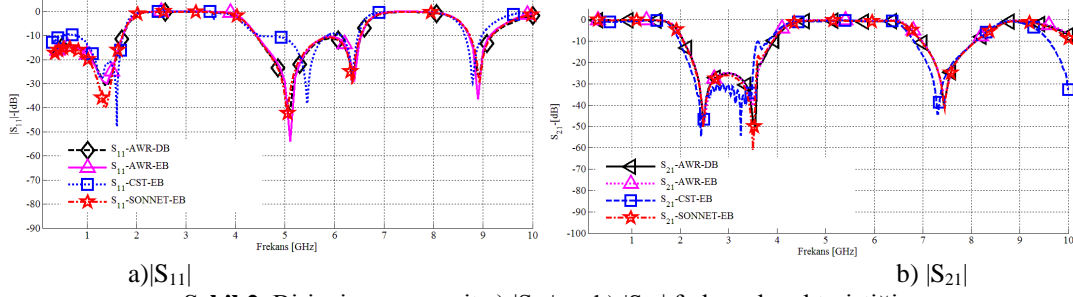 a)
|S11|-[dB]
0
-10
-20
-30
-40
-50
-60
-70
-80
-90
S11-AWR-DB
S11-AWR-EB
S11-CST-EB
S11-SONNET-EB
1 2 3 4 5 6 7 8 9 10
Frekans [GHz]
a)|S11|
b)
S21-[dB]
0
-10
-20
-30
-40
-50
-60
-70
-80
-90
-100
S21-AWR-DB
S21-AWR-EB
S21-CST-EB
S21-SONNET-EB
1 2 3 4 5 6 7 8 9 10
Frekans [GHz]
b) |S21|